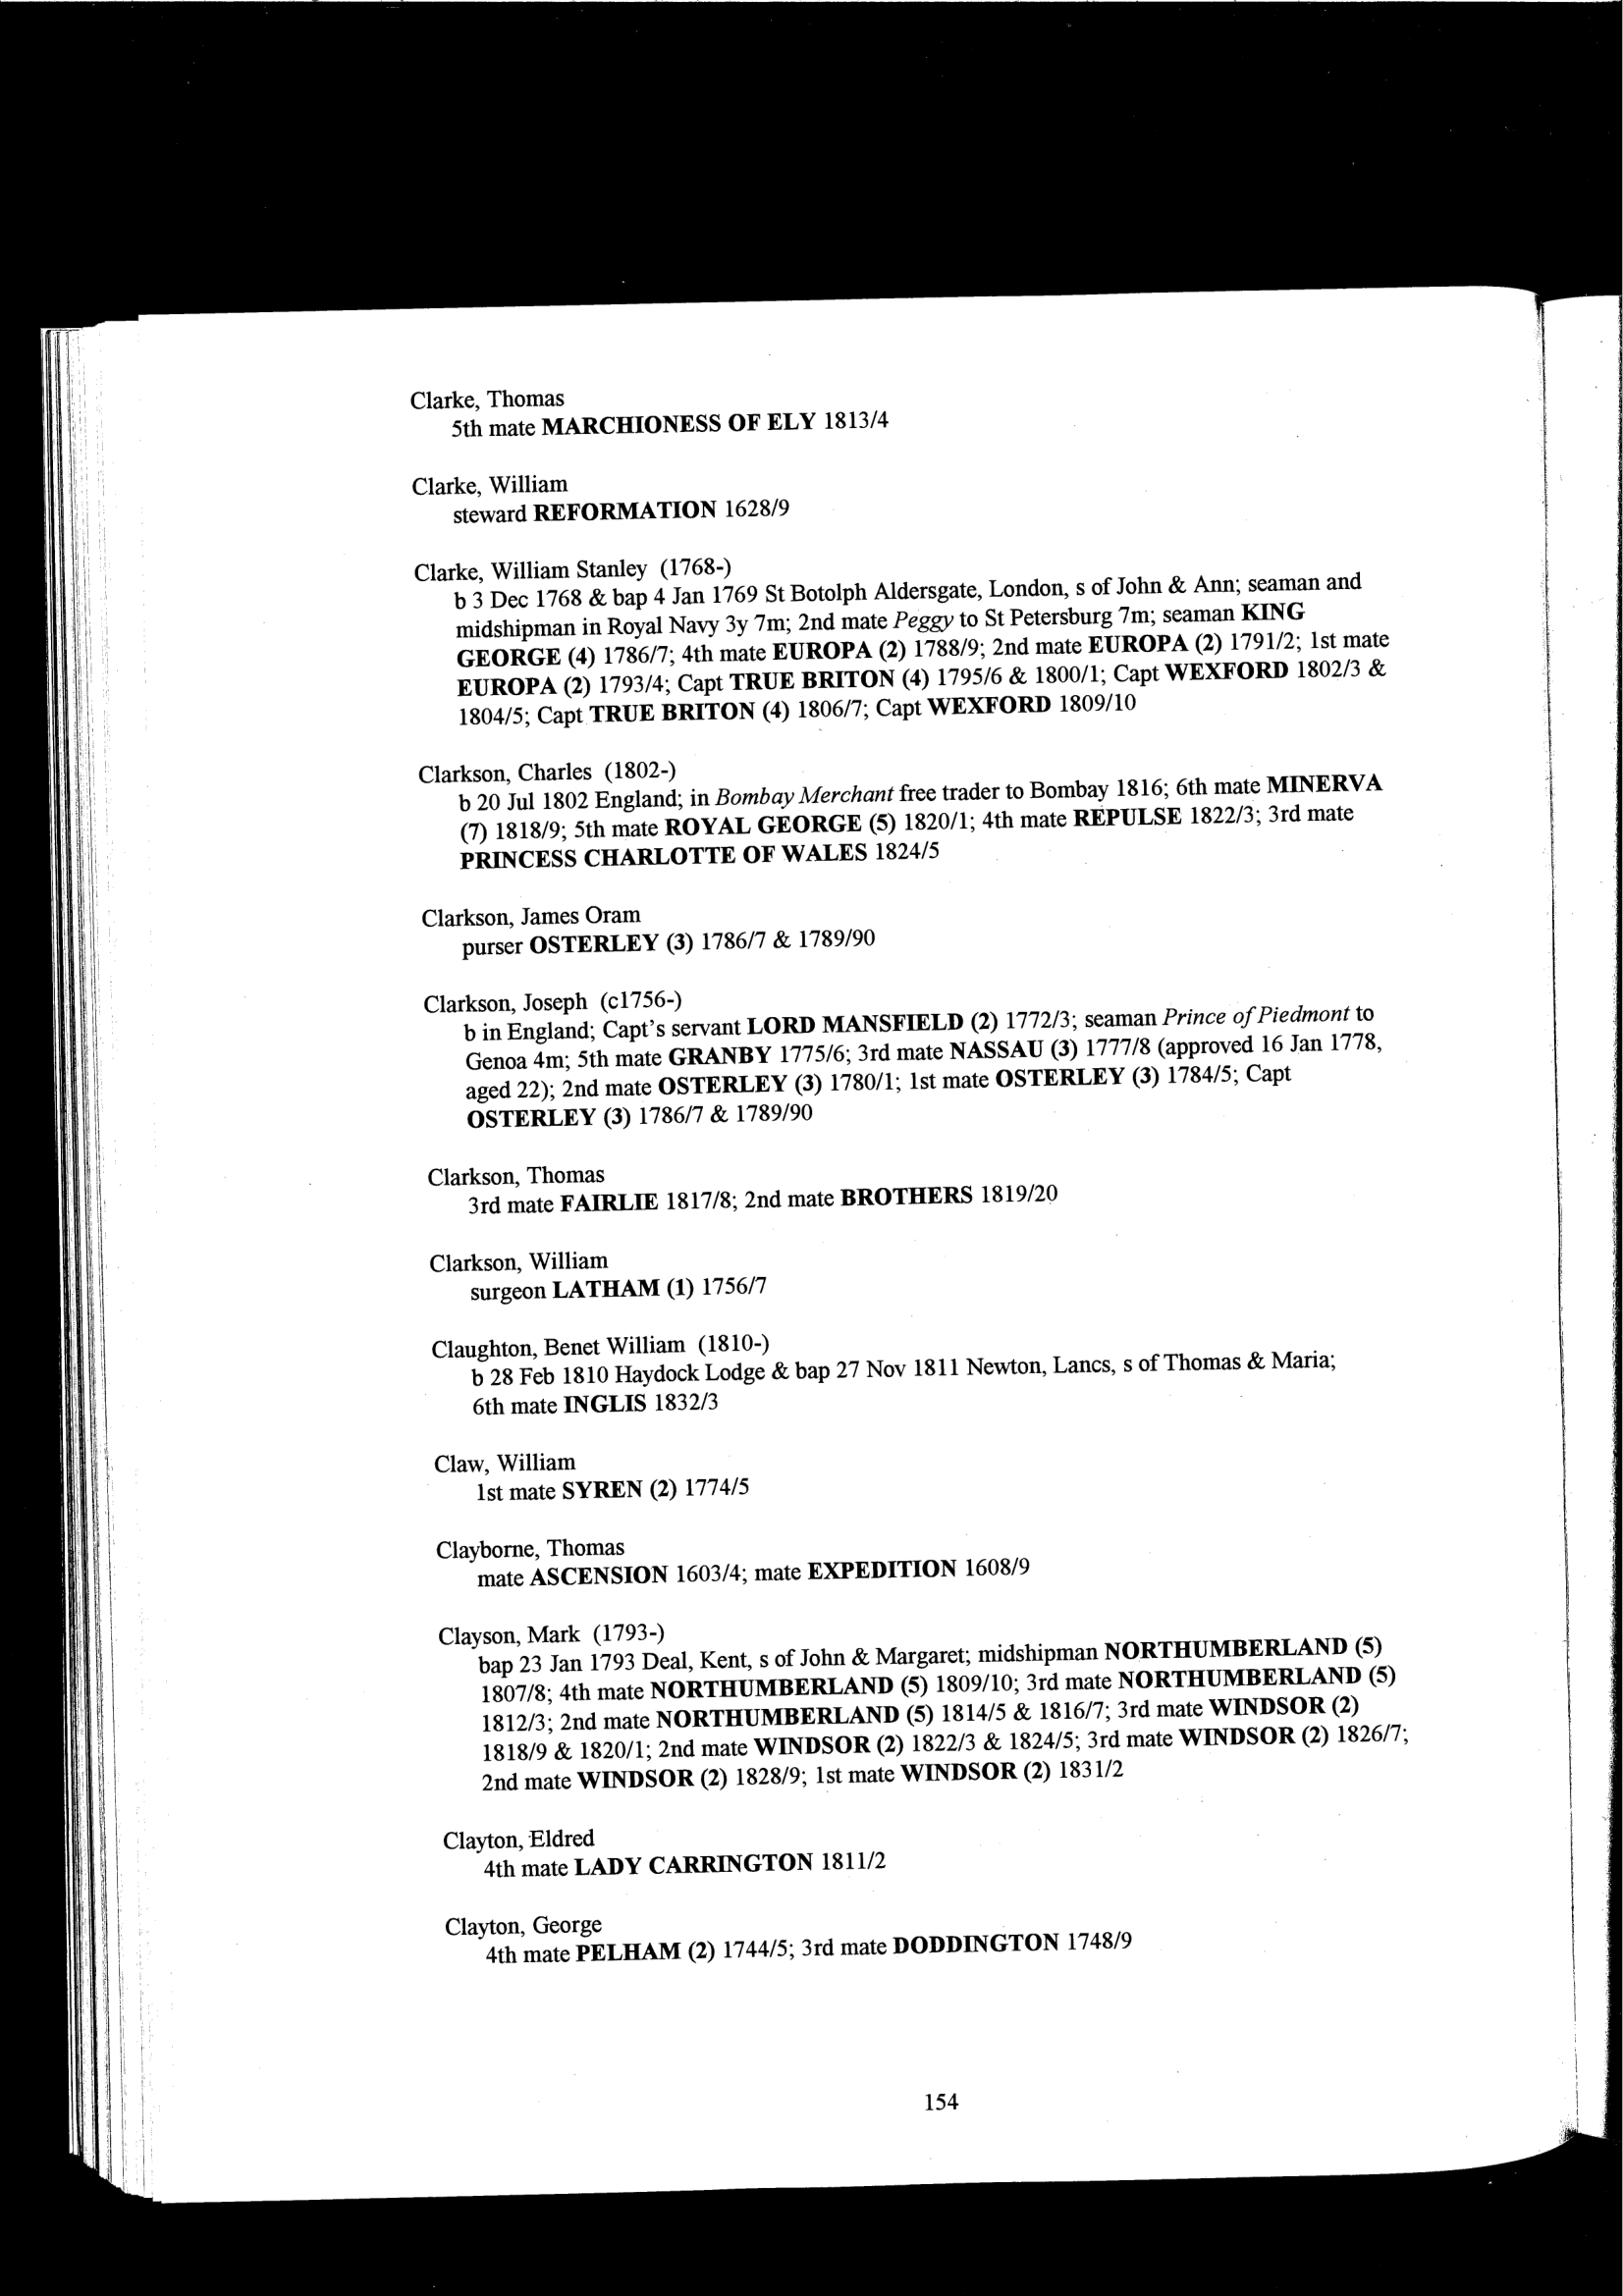 Clarke, Thomas
5th mate MARCHIONESS OF ELY 1813/4
Clarke, William
steward REFORMATION 1628/9
Clarke, William Stanley (1768-)
b 3 Dec 1768 & bap 4 Jan 1769 St Botolph Aldersgate, London, s of John & Ann; seaman and
midshipman in Royal Navy 3y 7m; 2nd mate Peggy to St Petersburg 7m; seaman KING
GEORGE (4) 1786/7; 4th mate EUROPA (2) 1788/9; 2nd mate EUROPA (2) 1791/2; 1st mate
EUROPA (2) 1793/4; Capt TRUE BRITON (4) 1795/6 & 1800/1; Capt WEXFORD 1802/3 &
1804/5; Capt TRUE BRITON (4) 1806/7; Capt WEXFORD 1809/10
Clarkson, Charles (1802-)
b 20 Jul 1802 England; in Bombay Merchant free trader to Bombay 1816; 6th mate MINERVA
(7) 1818/9; 5th mate ROYAL GEORGE (5) 1820/1; 4th mate REPULSE 1822/3; 3rd mate
PRINCESS CHARLOTTE OF WALES 1824/5
Clarkson, James Oram
purser OSTERLEY (3) 1786/7 & 1789/90
Clarkson, Joseph (c1756-)
b in England; Capt's servant LORD MANSFIELD (2) 1772/3; seaman Prince of Piedmont to
Genoa 4m; 5th mate GRANBY 1775/6; 3rd mate NASSAU (3) 1777/8 (approved 16 Jan 1778,
aged 22); 2nd mate OSTERLEY (3) 1780/1; 1st mate OSTERLEY (3) 1784/5; Capt
OSTERLEY (3) 1786/7 & 1789/90
Clarkson, Thomas
3rd mate FAIRLIE 1817/8; 2nd mate BROTHERS 1819/20
Clarkson, William
surgeon LATHAM (1) 1756/7
Claughton, Benet William (1810-)
b 28 Feb 1810 Haydock Lodge & bap 27 Nov 1811 Newton, Lancs, s of Thomas & Maria;
6th mate INGLIS 1832/3
Claw, William
1st mate SYREN (2) 1774/5
Clayborne, Thomas
mate ASCENSION 1603/4; mate EXPEDITION 1608/9
Clayson, Mark (1793-)
bap 23 Jan 1793 Deal, Kent, s of John & Margaret; midshipman NORTHUMBERLAND (5)
1807/8; 4th mate NORTHUMBERLAND (5) 1809/10; 3rd mate NORTHUMBERLAND (5)
1812/3; 2nd mate NORTHUMBERLAND (5) 1814/5 & 1816/7; 3rd mate WINDSOR (2)
1818/9 & 1820/1; 2nd mate WINDSOR (2) 1822/3 & 1824/5; 3rd mate WINDSOR (2) 1826/7;
2nd mate WINDSOR (2) 1828/9; 1st mate WINDSOR (2) 1831/2
Clayton, Eldred
4th mate LADY CARRINGTON 1811/2
Clayton, George
4th mate PELHAM (2) 1744/5; 3rd mate DODDINGTON 1748/9
154